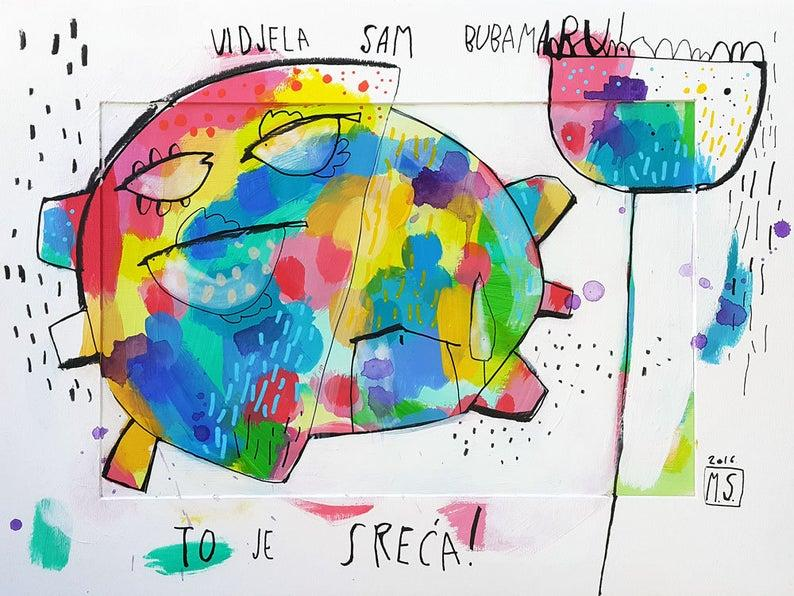 VIDJELA SAM BUBAMARU!
TO JE SREĆA!
2016
M.S.